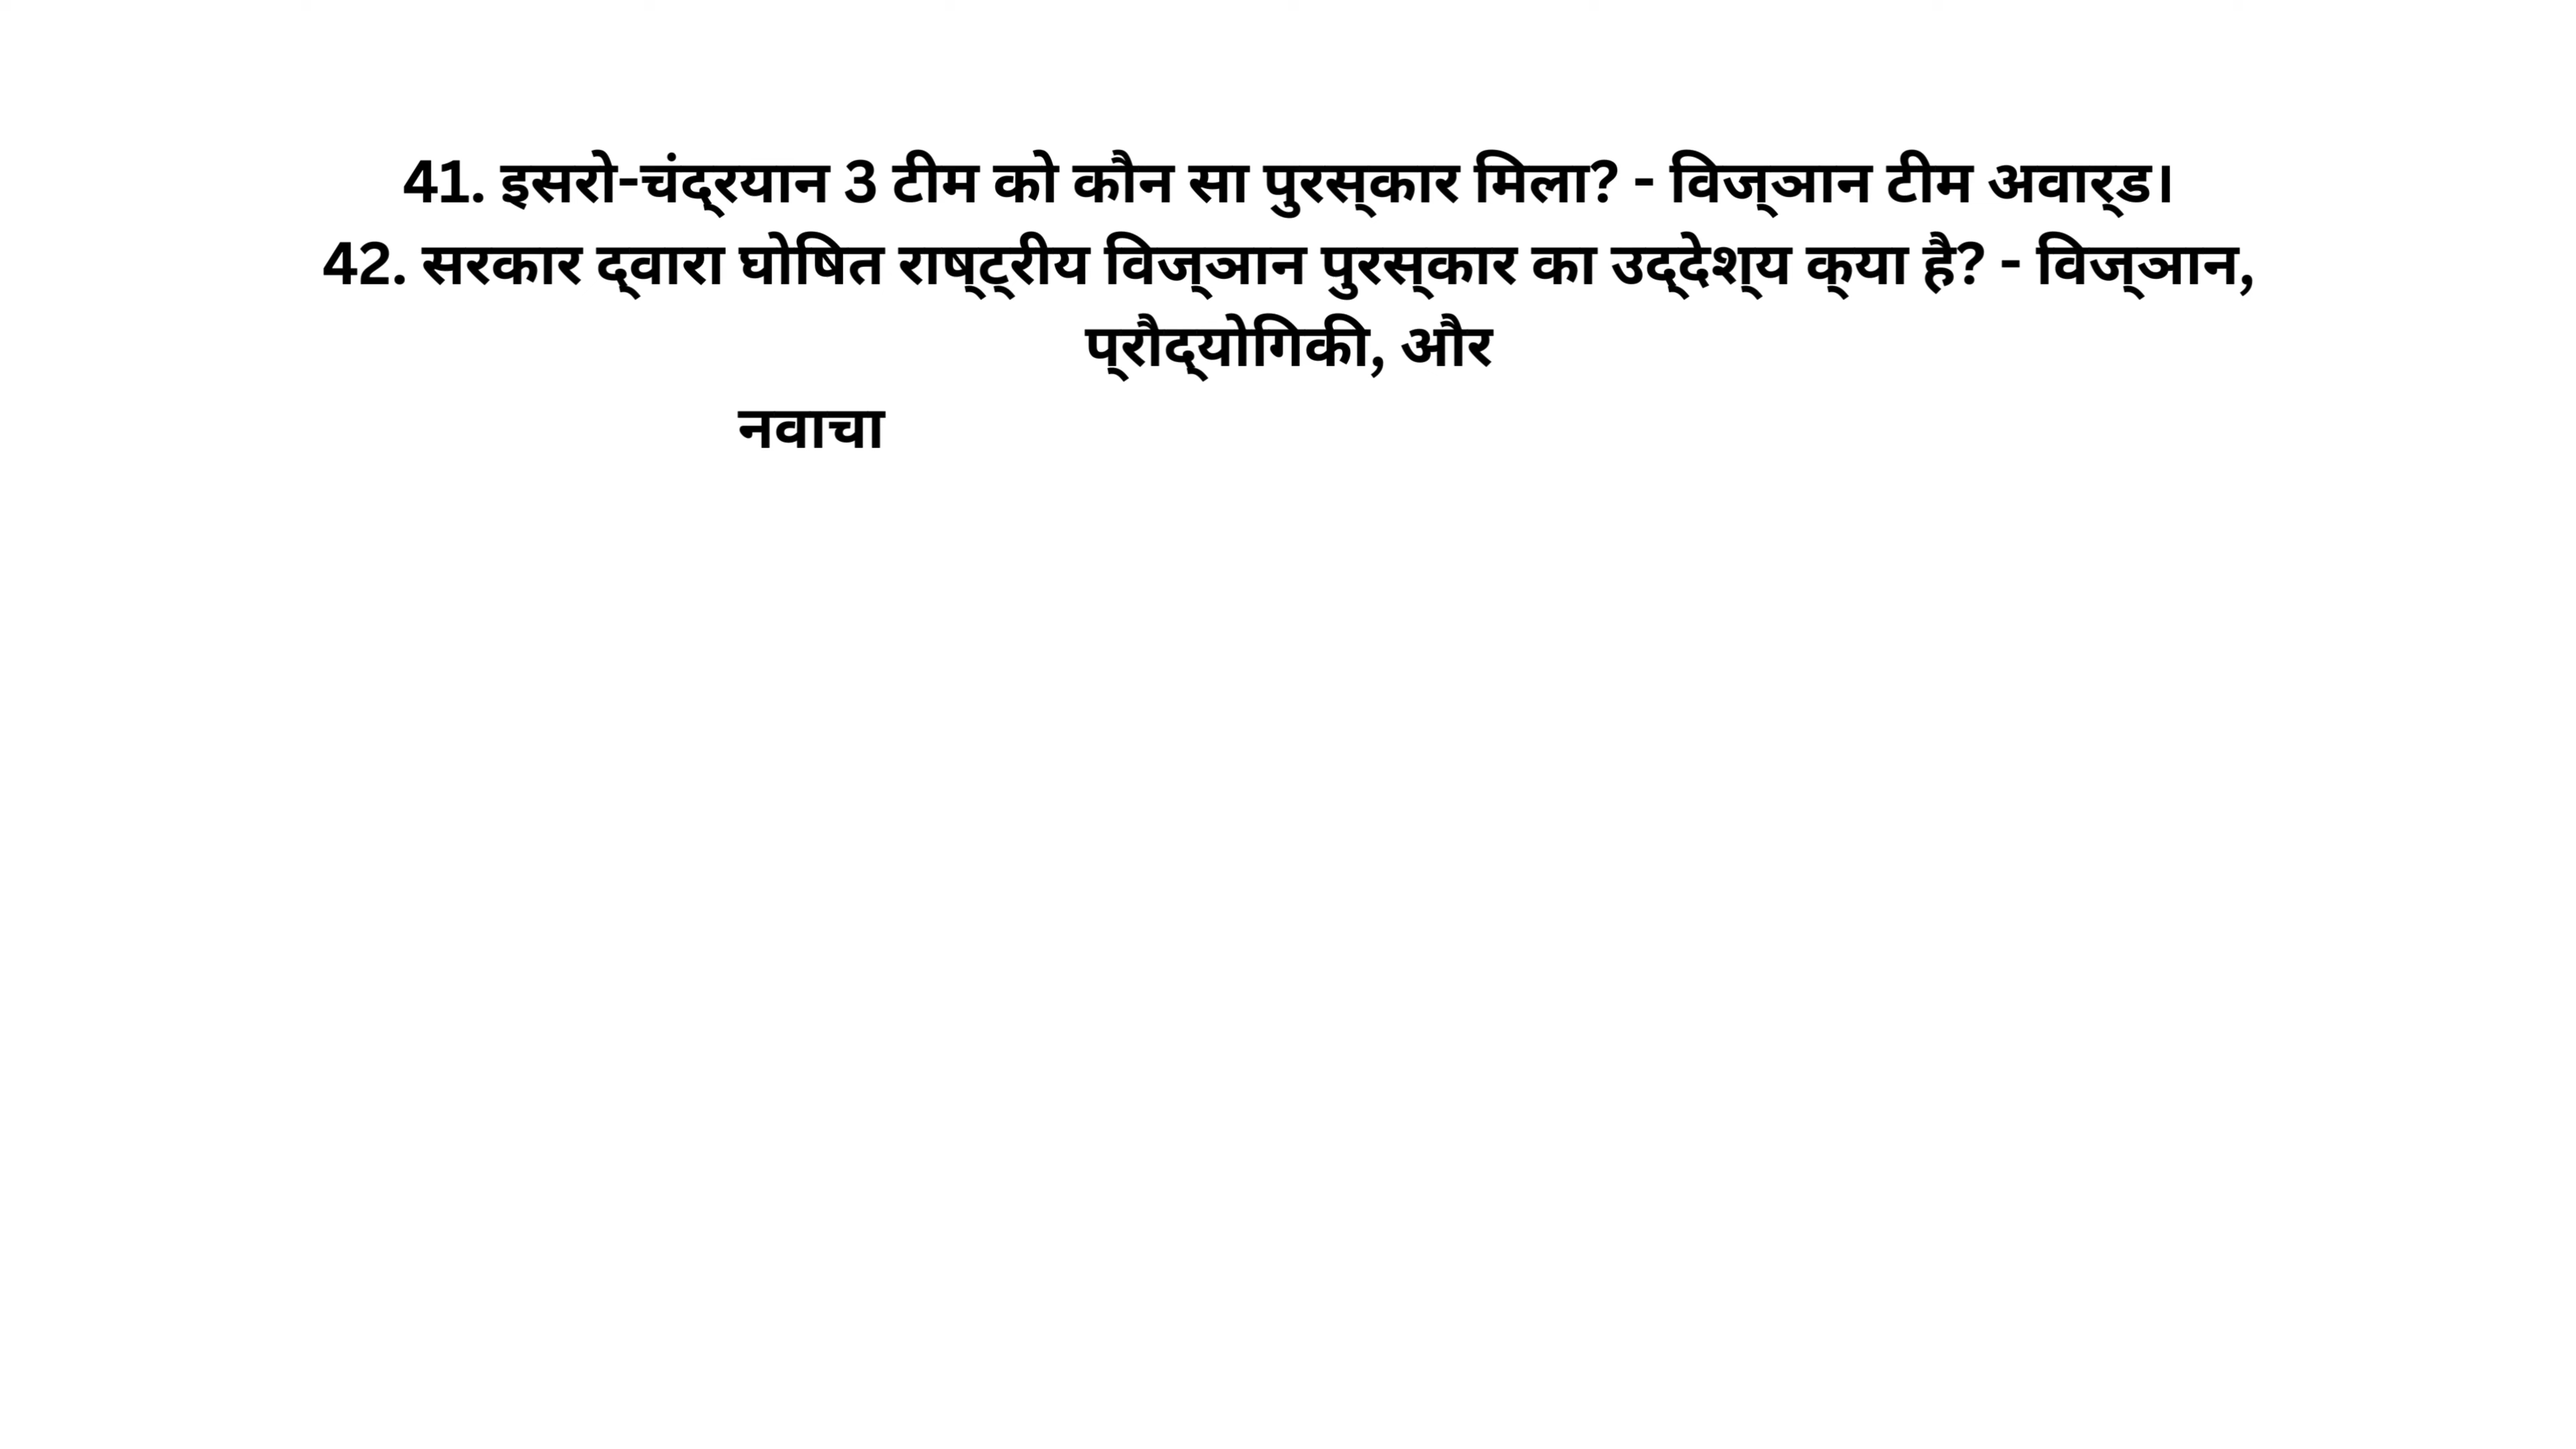 41. इसरो-चंद्रयान 3 टीम को कौन सा पुरस्कार मिला? - विज्ञान टीम अवार्ड।
42. सरकार द्वारा घोषित राष्ट्रीय विज्ञान पुरस्कार का उद्देश्य क्या है? - विज्ञान,
प्रौद्योगिकी, और
नवाचा